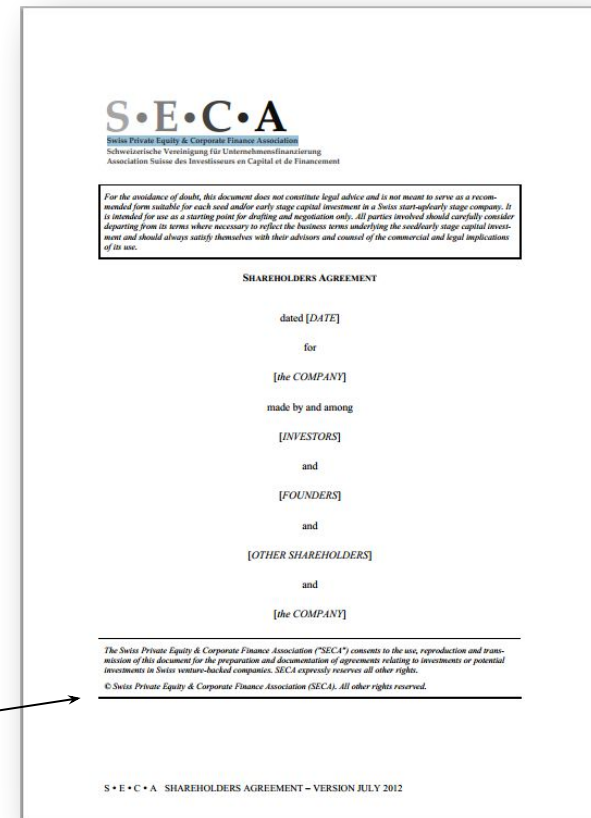 S•E•C•A
Swiss Private Equity & Corporate Finance Association
Schweizerische Vereinigung für Unternehmensfinanzierung
Association Suisse des Investisseurs en Capital et de Financement
For the avoidance of doubt, this document does not constitute legal advice and is not meant to serve as a recom-
mended form suitable for each seed and/or early stage capital investment in a Swiss start-up/early stage company. It
is intended for use as a starting point for drafting and negotiation only. All parties involved should carefully consider
departing from its terms where necessary to reflect the business terms underlying the seed/early stage capital invest-
ment and should always satisfy themselves with their advisors and counsel of the commercial and legal implications
of its use.
SHAREHOLDERS AGREEMENT
dated [DATE]
for
[the COMPANY]
made by and among
[INVESTORS]
and
[FOUNDERS]
and
[OTHER SHAREHOLDERS]
and
[the COMPANY]
The Swiss Private Equity & Corporate Finance Association ("SECA") consents to the use, reproduction and trans-
mission of this document for the preparation and documentation of agreements relating to investments or potential
investments in Swiss venture-backed companies. SECA expressly reserves all other rights.
© Swiss Private Equity & Corporate Finance Association (SECA). All other rights reserved.
S • E • C • A SHAREHOLDERS AGREEMENT – VERSION JULY 2012